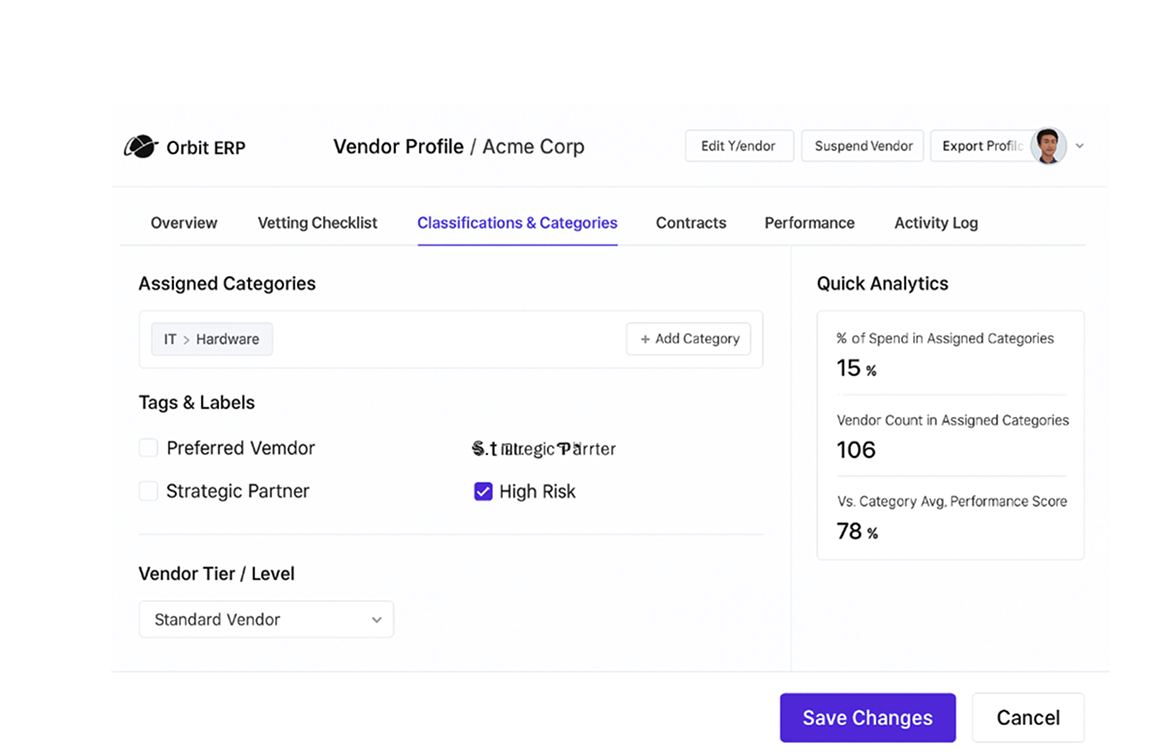 Orbit ERP
Vendor Profile / Acme Corp
Edit Y/endor
Suspend Vendor
Export Profilc
Overview
Vetting Checklist
Classifications & Categories
Contracts
Performance
Activity Log
Assigned Categories
IT > Hardware
+ Add Category
Tags & Labels
Preferred Vemdor
Strategic Partner
High Risk
Vendor Tier / Level
Standard Vendor
Quick Analytics
% of Spend in Assigned Categories
15 %
Vendor Count in Assigned Categories
106
Vs. Category Avg. Performance Score
78 %
Save Changes
Cancel